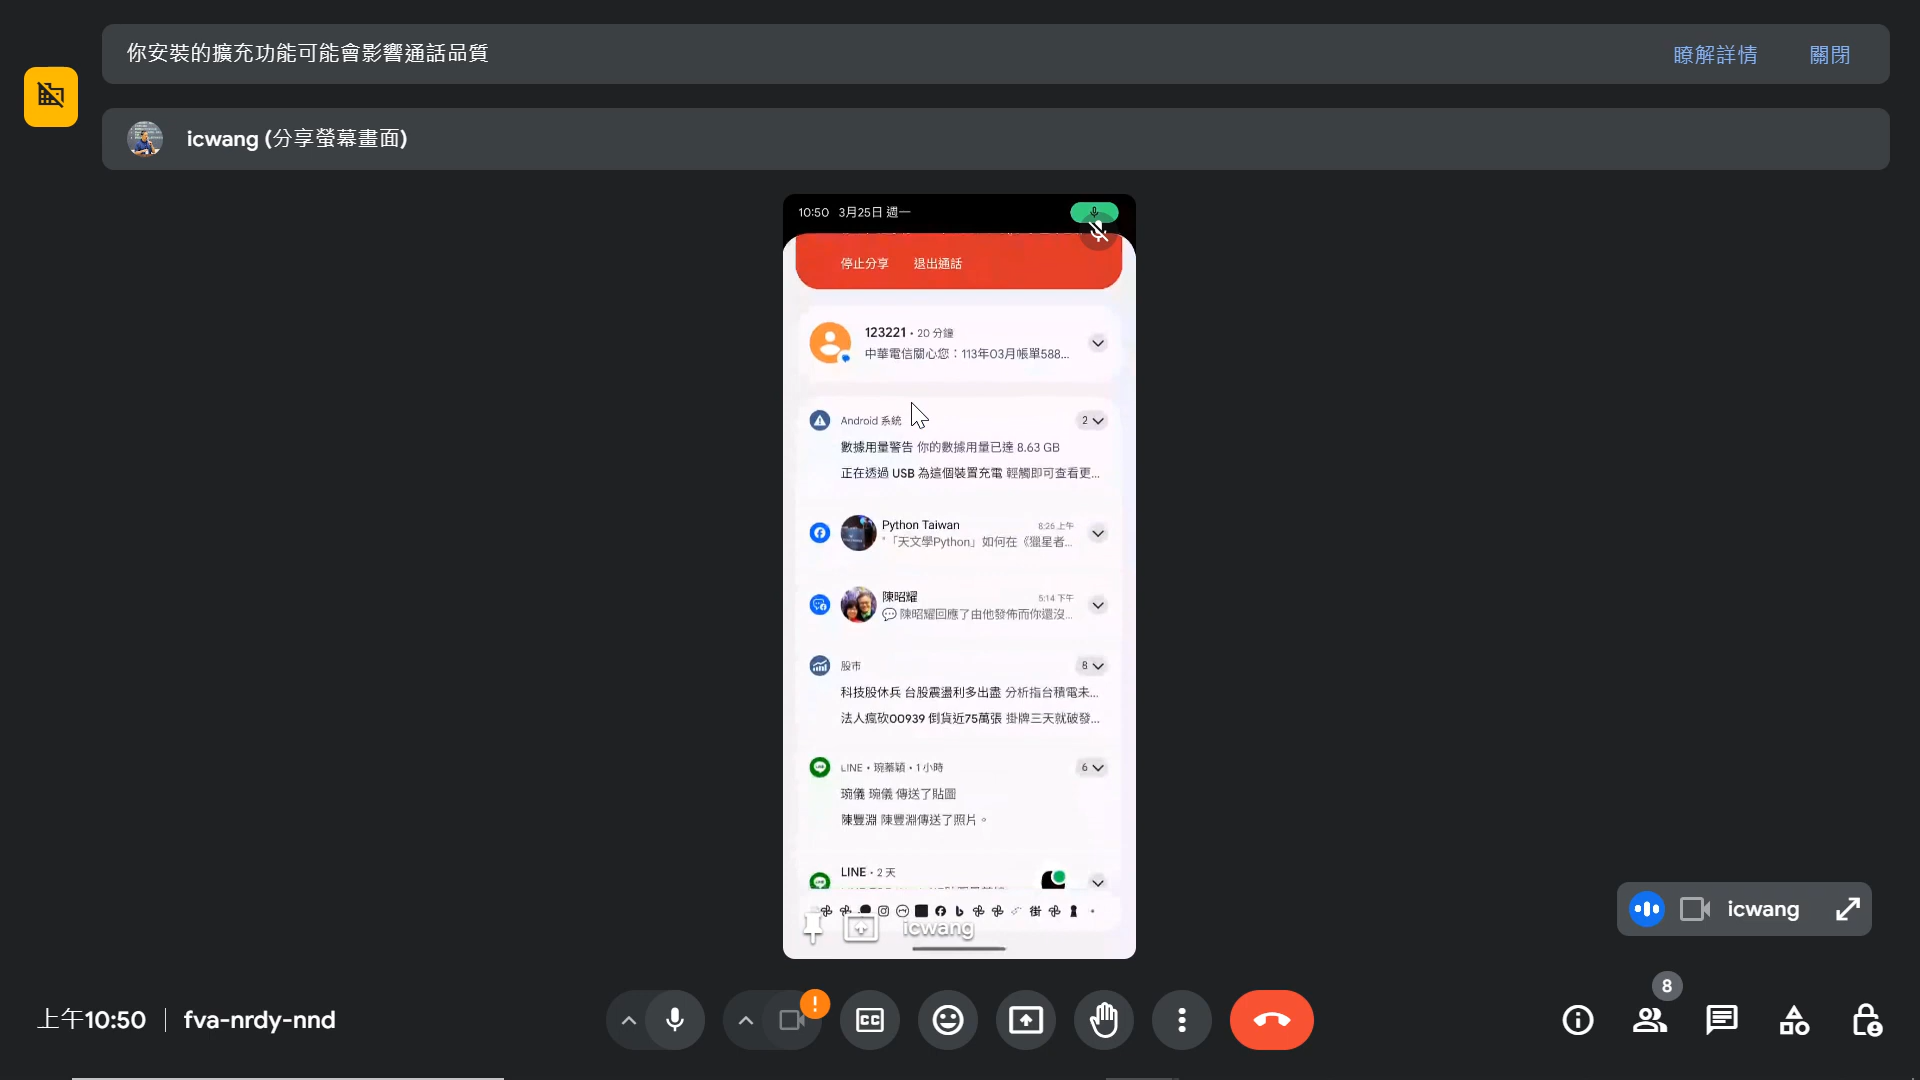 你安裝的擴充功能可能會影響通話品質
瞭解詳情
關閉
icwang (分享螢幕畫面)
10:50 3月25日 週一
停止分享 退出通話
123221 • 20 分鐘
中華電信關心您：113年03月帳單588...
Android 系統
2
數據用量警告 你的數據用量已達 8.63 GB
正在透過 USB 為這個裝置充電 輕觸即可查看更...
Python Taiwan
8:26 上午
"「天文學Python」如何在《獵星者...
陳昭耀
5:14 下午
陳昭耀回應了由他發佈而你還沒...
股市
8
科技股休兵 台股震盪利多出盡 分析指台積電未...
法人瘋砍00939 倒貨近75萬張 掛牌三天就破發...
LINE • 琬蓁穎 • 1 小時
6
琬儀 琬儀 傳送了貼圖
陳豐淵 陳豐淵傳送了照片。
LINE • 2 天
街
icwang
icwang
上午10:50
fva-nrdy-nnd
CC
8